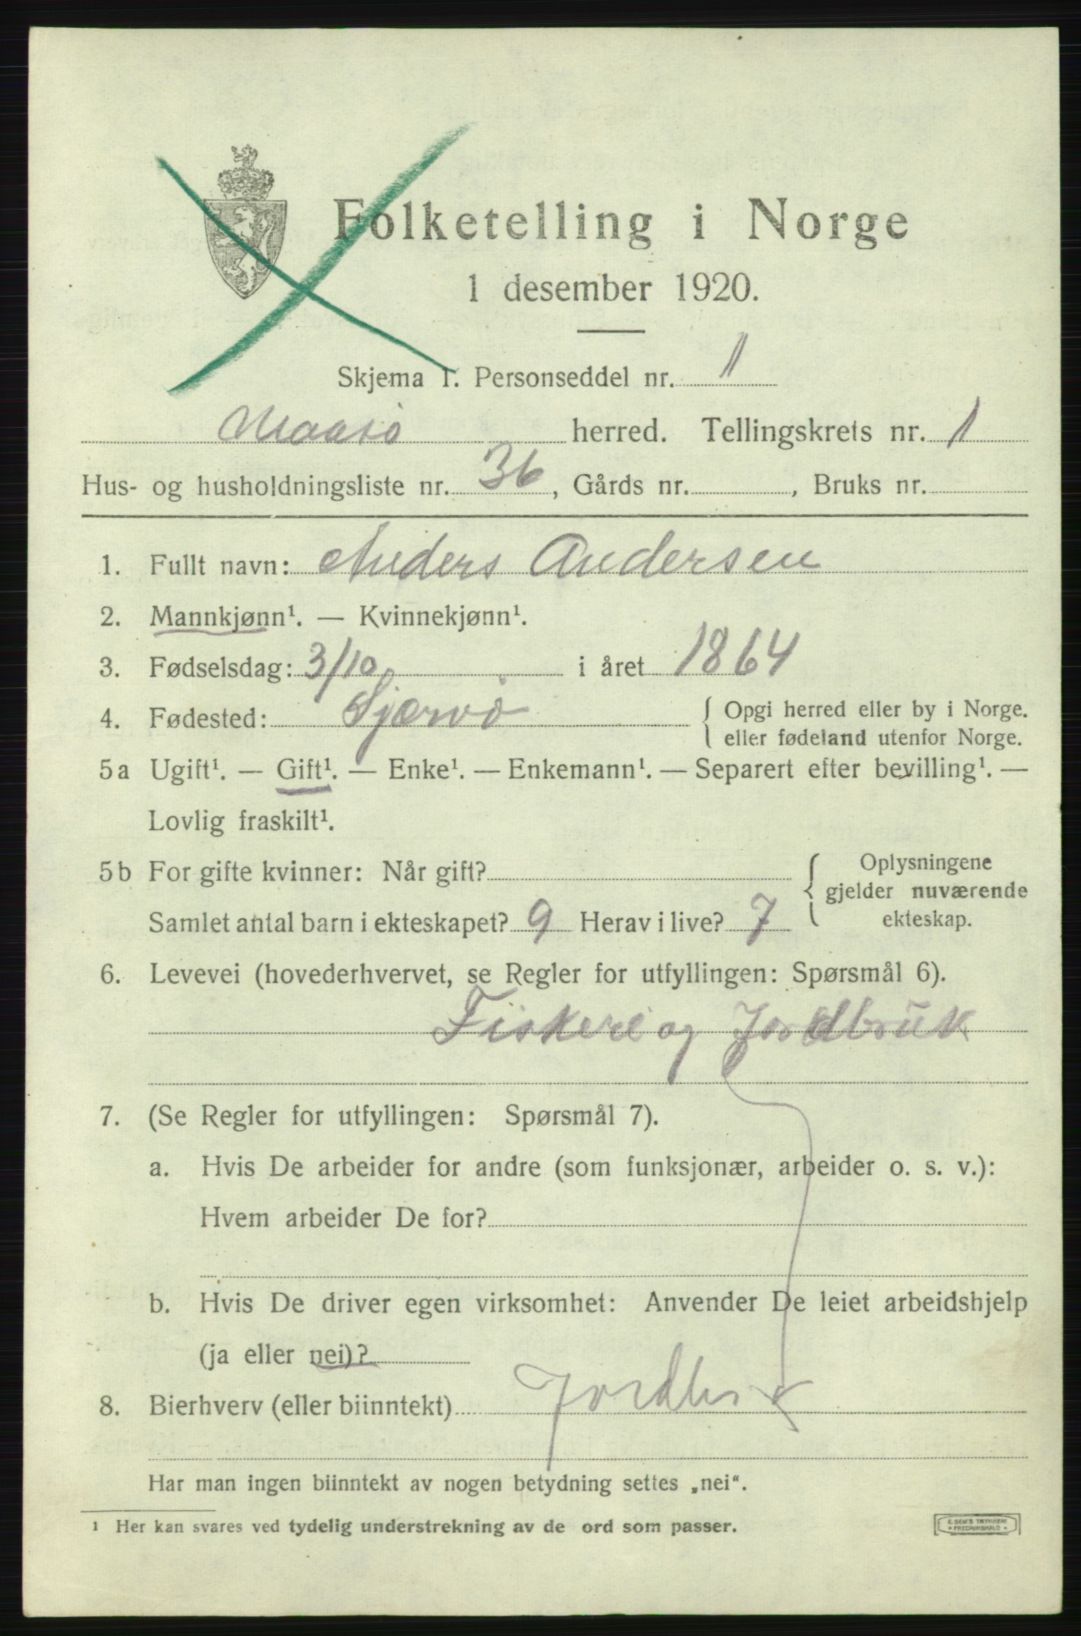 Folketelling i Norge
1 desember 1920.
Skjema 1. Personseddel nr. 1
Maasø herred. Tellingskrets nr. 1
Hus- og husholdningsliste nr. 36, Gårds nr. , Bruks nr.
1. Fullt navn: Anders Andersen
2. Mannkjønn¹. — Kvinnekjønn¹.
3. Fødselsdag: 3/10 i året 1864
4. Fødested: Sjærvø { Opgi herred eller by i Norge.
eller fødeland utenfor Norge.
5a Ugift¹. — Gift¹. — Enke¹. — Enkemann¹. — Separert efter bevilling¹. —
Lovlig fraskilt¹.
5b For gifte kvinner: Når gift? { Oplysningene
gjelder nuværende
ekteskap.
Samlet antal barn i ekteskapet? 9 Herav i live? 7
6. Levevei (hovederhvervet, se Regler for utfyllingen: Spørsmål 6).
Fiskeri og Jordbruk
7. (Se Regler for utfyllingen: Spørsmål 7).
a. Hvis De arbeider for andre (som funksjonær, arbeider o. s. v.):
Hvem arbeider De for?
b. Hvis De driver egen virksomhet: Anvender De leiet arbeidshjelp
(ja eller nei)?
8. Bierhverv (eller biinntekt) Jordbr
Har man ingen biinntekt av nogen betydning settes „nei“.
¹ Her kan svares ved tydelig understrekning av de ord som passer.